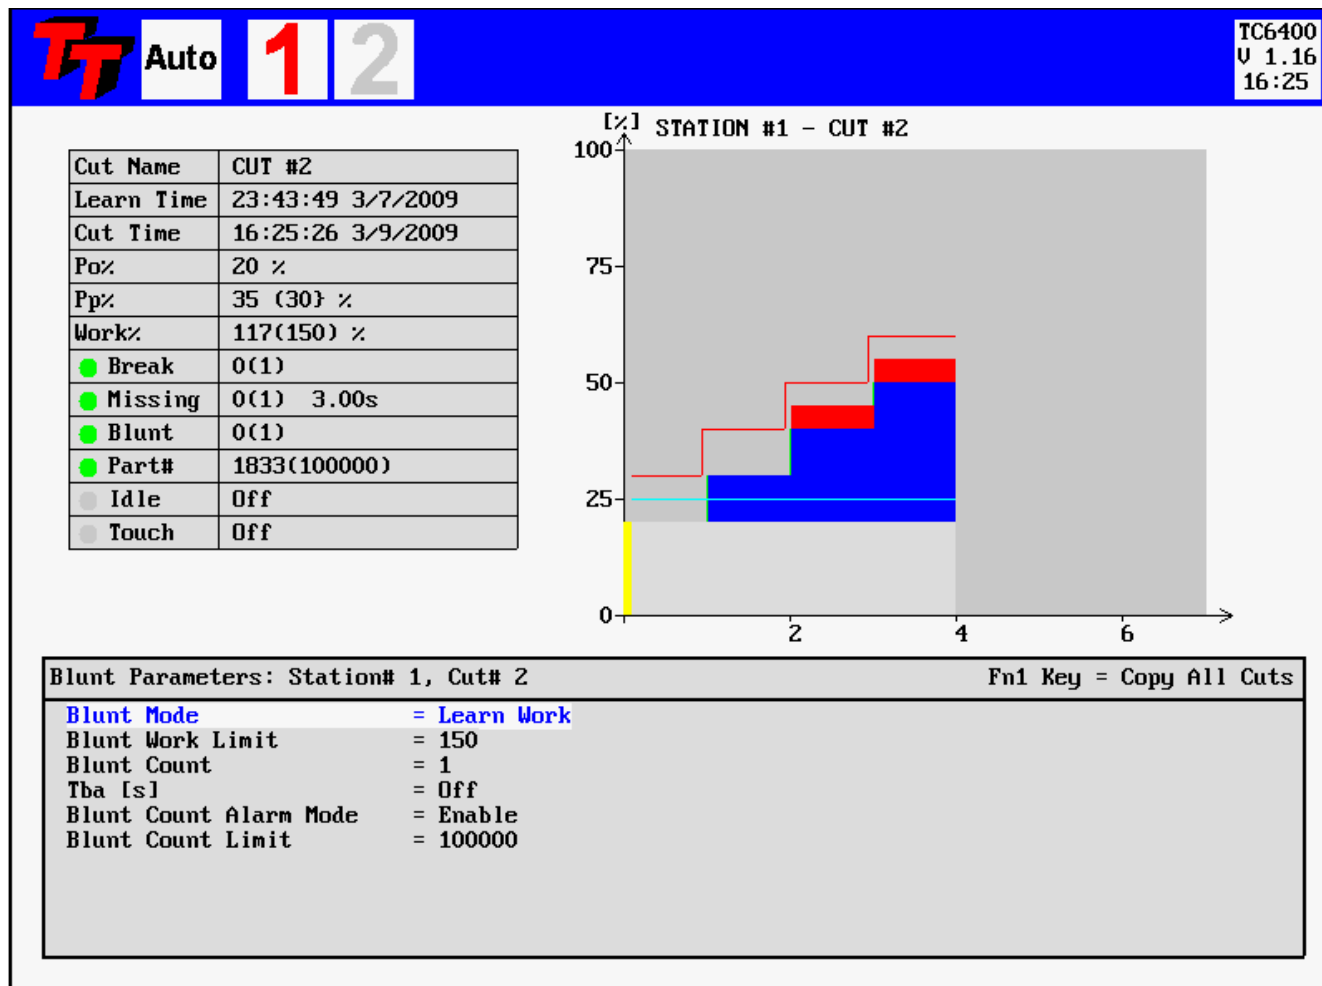 TT Auto 1 2
TC6400
V 1.16
16:25
[%] STATION #1 - CUT #2
Cut Name CUT #2
Learn Time 23:43:49 3/7/2009
Cut Time 16:25:26 3/9/2009
Po% 20 %
Pp% 35 (30} %
Work% 117(150) %
Break 0(1)
Missing 0(1) 3.00s
Blunt 0(1)
Part# 1833(100000)
Idle Off
Touch Off
100
75
50
25
0
2 4 6
Blunt Parameters: Station# 1, Cut# 2 Fn1 Key = Copy All Cuts
Blunt Mode = Learn Work
Blunt Work Limit = 150
Blunt Count = 1
Tba [s] = Off
Blunt Count Alarm Mode = Enable
Blunt Count Limit = 100000